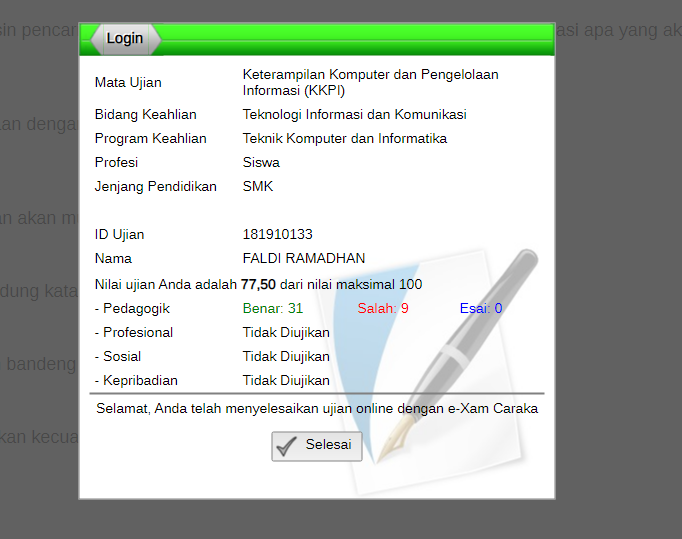 sin pencar
asi apa yang ak
Login
Mata Ujian Keterampilan Komputer dan Pengelolaan
Informasi (KKPI)
Bidang Keahlian Teknologi Informasi dan Komunikasi
Program Keahlian Teknik Komputer dan Informatika
an denga
Profesi Siswa
Jenjang Pendidikan SMK
n akan m
ID Ujian 181910133
Nama FALDI RAMADHAN
Nilai ujian Anda adalah 77,50 dari nilai maksimal 100
dung kata
- Pedagogik Benar: 31 Salah: 9 Esai: 0
- Profesional Tidak Diujikan
- Sosial Tidak Diujikan
bandeng
- Kepribadian Tidak Diujikan
Selamat, Anda telah menyelesaikan ujian online dengan e-Xam Caraka
kan kecua
Selesai